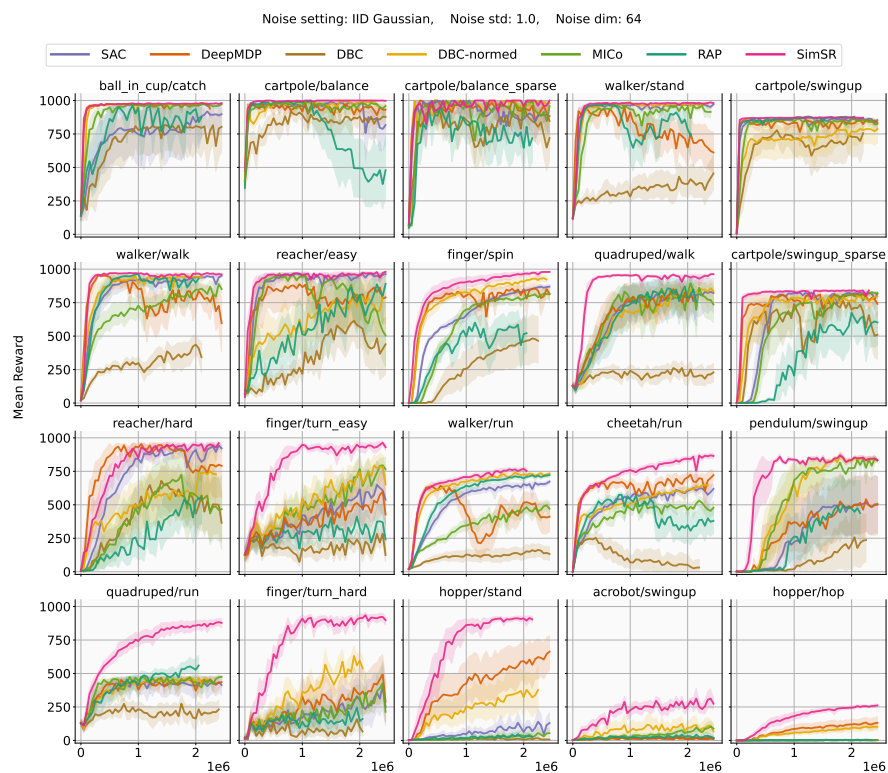 Noise setting: IID Gaussian, Noise std: 1.0, Noise dim: 64
SAC DeepMDP DBC DBC-normed MICo RAP SimSR
ball_in_cup/catch cartpole/balance cartpole/balance_sparse walker/stand cartpole/swingup
1000
750
500
250
0
walker/walk reacher/easy finger/spin quadruped/walk cartpole/swingup_sparse
1000
750
500
250
0
Mean Reward
reacher/hard finger/turn_easy walker/run cheetah/run pendulum/swingup
1000
750
500
250
0
quadruped/run finger/turn_hard hopper/stand acrobot/swingup hopper/hop
1000
750
500
250
0
0 1 2 0 1 2 0 1 2 0 1 2 0 1 2
1e6 1e6 1e6 1e6 1e6